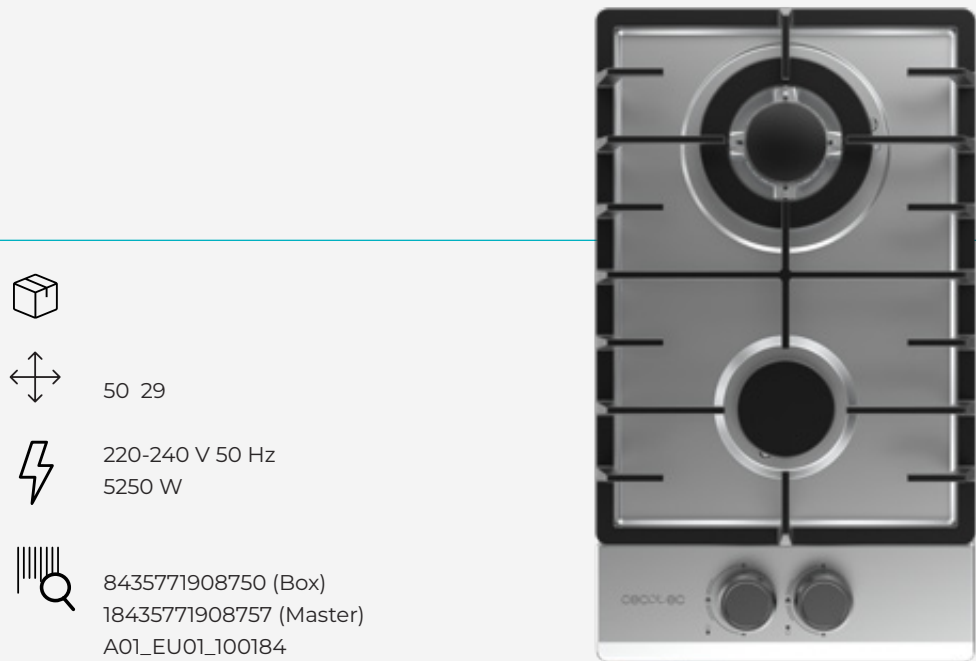 50 29
220-240 V 50 Hz
5250 W
8435771908750 (Box)
18435771908757 (Master)
A01_EU01_100184
cecotec